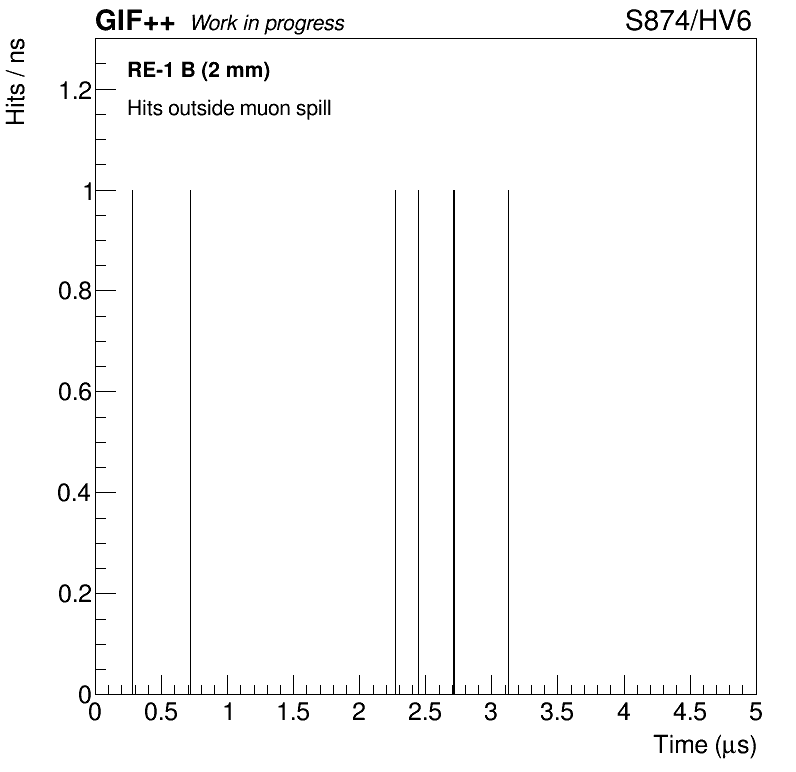 GIF++ Work in progress S874/HV6
Hits / ns
RE-1 B (2 mm)
Hits outside muon spill
1.2
1
0.8
0.6
0.4
0.2
0
0 0.5 1 1.5 2 2.5 3 3.5 4 4.5 5
Time (μs)